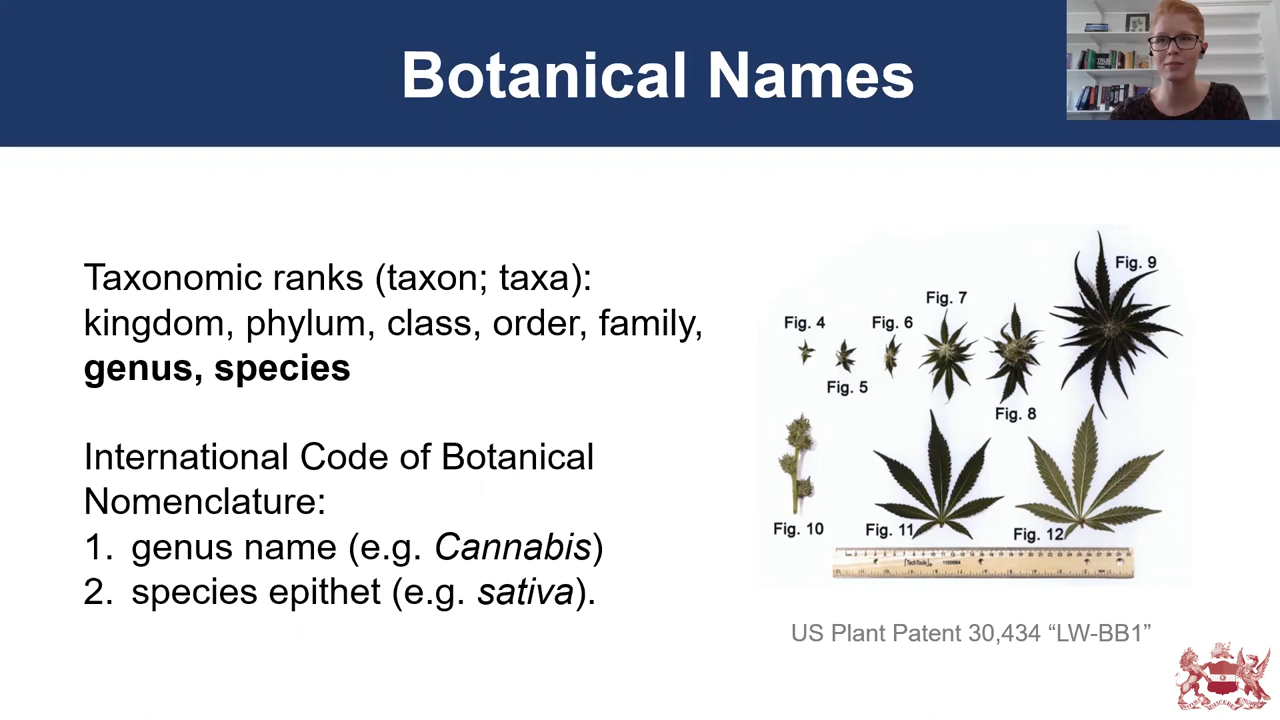 Botanical Names
Taxonomic ranks (taxon; taxa):
kingdom, phylum, class, order, family,
genus, species
International Code of Botanical
Nomenclature:
1. genus name (e.g. Cannabis)
2. species epithet (e.g. sativa).
Fig. 4
Fig. 5
Fig. 6
Fig. 7
Fig. 8
Fig. 9
Fig. 10
Fig. 11
Fig. 12
US Plant Patent 30,434 “LW-BB1”